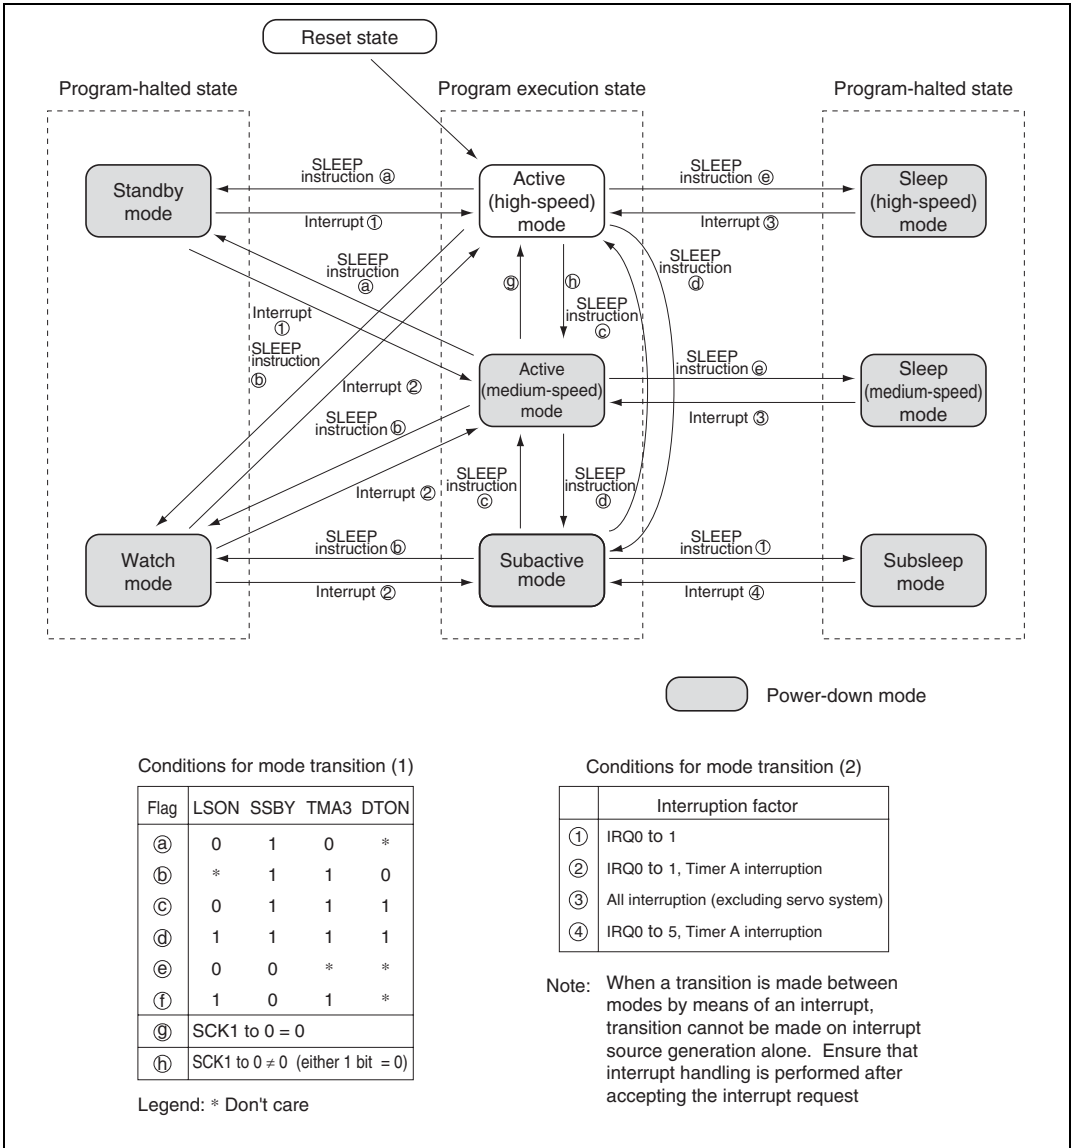 Reset state
Program-halted state
Program execution state
Program-halted state
Standby
mode
SLEEP
instruction ⓐ
Interrupt ①
Active
(high-speed)
mode
SLEEP
instruction ⓔ
Interrupt ③
Sleep
(high-speed)
mode
SLEEP
instruction
ⓐ
Interrupt
①
SLEEP
instruction
ⓑ
Interrupt ②
ⓖ
ⓗ
SLEEP
instruction
ⓒ
SLEEP
instruction
ⓓ
Active
(medium-speed)
mode
SLEEP
instruction ⓔ
Interrupt ③
Sleep
(medium-speed)
mode
SLEEP
instruction ⓑ
Interrupt ②
SLEEP
instruction
ⓒ
SLEEP
instruction
ⓓ
Watch
mode
SLEEP
instruction ⓑ
Interrupt ②
Subactive
mode
SLEEP
instruction ①
Interrupt ④
Subsleep
mode
Power-down mode
Conditions for mode transition (1)
Flag LSON SSBY TMA3 DTON
ⓐ 0 1 0 *
ⓑ * 1 1 0
ⓒ 0 1 1 1
ⓓ 1 1 1 1
ⓔ 0 0 * *
ⓕ 1 0 1 *
ⓖ SCK1 to 0 = 0
ⓗ SCK1 to 0 ≠ 0 (either 1 bit = 0)
Legend: * Don't care
Conditions for mode transition (2)
Interruption factor
① IRQ0 to 1
② IRQ0 to 1, Timer A interruption
③ All interruption (excluding servo system)
④ IRQ0 to 5, Timer A interruption
Note: When a transition is made between
modes by means of an interrupt,
transition cannot be made on interrupt
source generation alone. Ensure that
interrupt handling is performed after
accepting the interrupt request